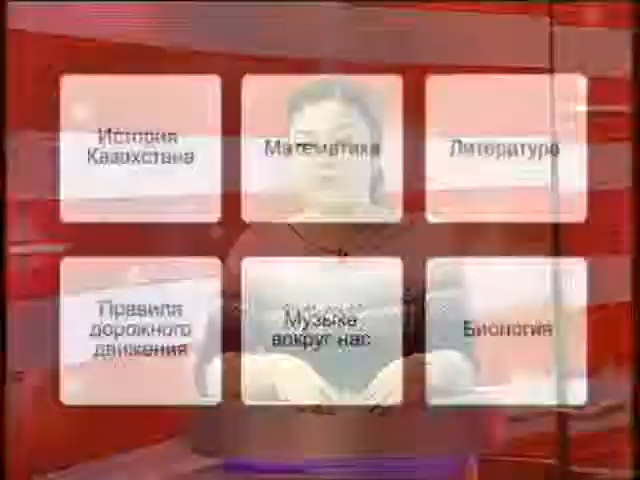 История
Казахстана
Математика
Литература
Правила
дорожного
движения
Музыка
вокруг нас
Биология